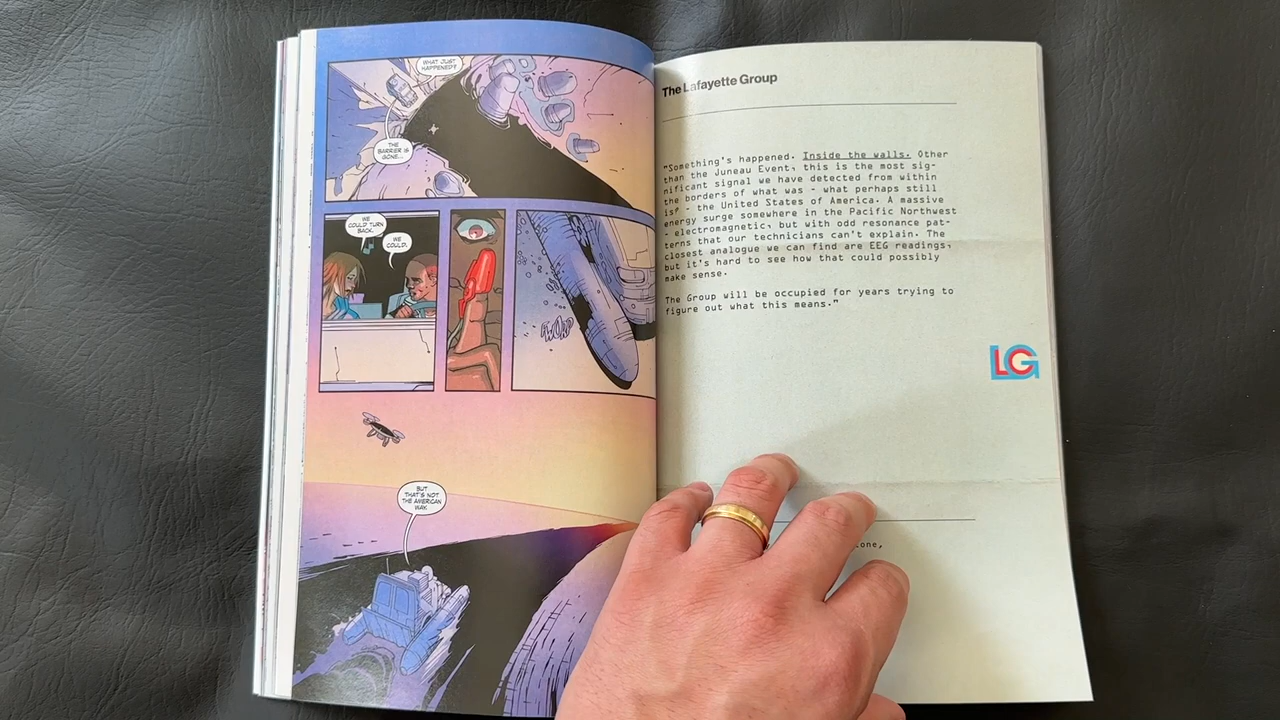 WHAT JUST
HAPPENED?
THE
BARRIER IS
GONE...
WE
COULD TURN
BACK.
WE
COULD.
FWORP
BUT
THAT'S NOT
THE AMERICAN
WAY.
The Lafayette Group
"Something's happened. Inside the walls. Other
than the Juneau Event, this is the most sig-
nificant signal we have detected from within
the borders of what was - what perhaps still
is? - the United States of America. A massive
energy surge somewhere in the Pacific Northwest
- electromagnetic, but with odd resonance pat-
terns that our technicians can't explain. The
closest analogue we can find are EEG readings,
but it's hard to see how that could possibly
make sense.
The Group will be occupied for years trying to
figure out what this means."
LG